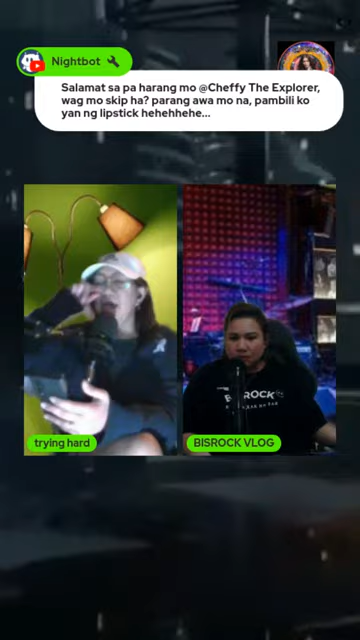 Nightbot
Salamat sa pa harang mo @Cheffy The Explorer,
wag mo skip ha? parang awa mo na, pambili ko
yan ng lipstick hehehhehe...
BISROCK
trying hard
BISROCK VLOG